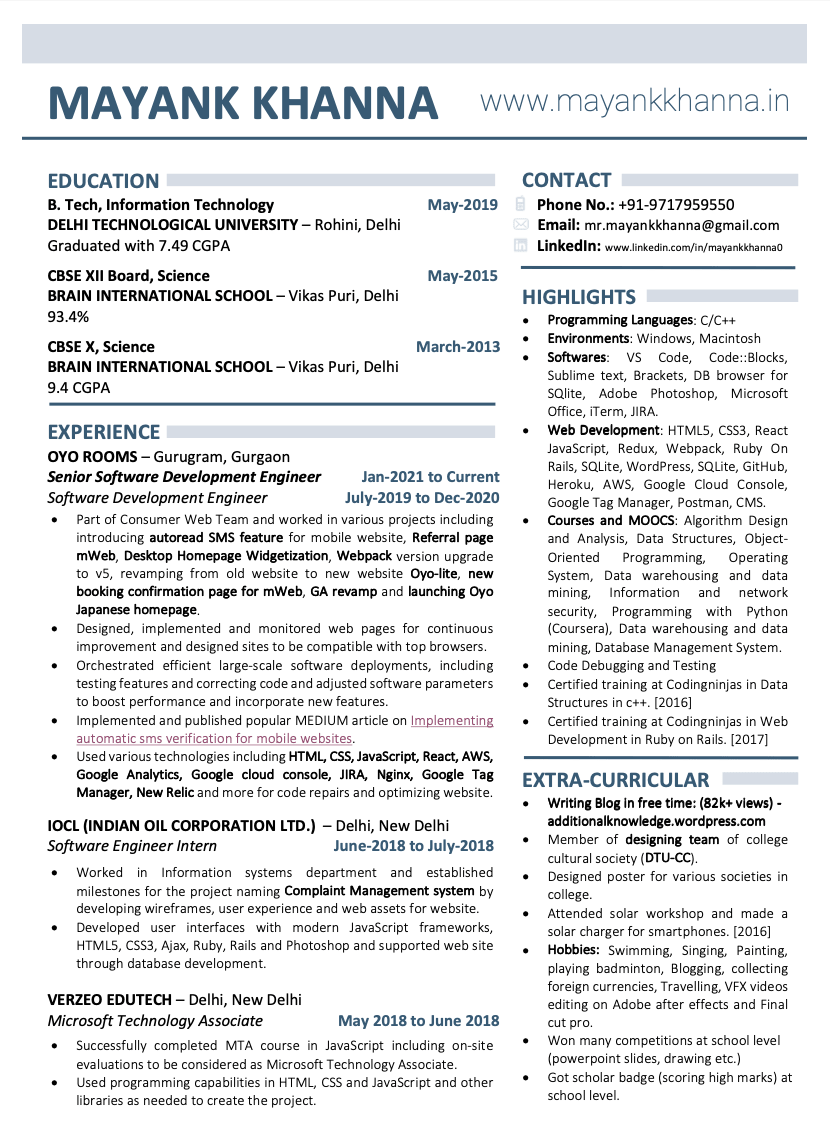 MAYANK KHANNA
www.mayankkhanna.in
EDUCATION
B. Tech, Information Technology May-2019
DELHI TECHNOLOGICAL UNIVERSITY – Rohini, Delhi
Graduated with 7.49 CGPA
CBSE XII Board, Science May-2015
BRAIN INTERNATIONAL SCHOOL – Vikas Puri, Delhi
93.4%
CBSE X, Science March-2013
BRAIN INTERNATIONAL SCHOOL – Vikas Puri, Delhi
9.4 CGPA
EXPERIENCE
OYO ROOMS – Gurugram, Gurgaon
Senior Software Development Engineer Jan-2021 to Current
Software Development Engineer July-2019 to Dec-2020
• Part of Consumer Web Team and worked in various projects including
introducing autoread SMS feature for mobile website, Referral page
mWeb, Desktop Homepage Widgetization, Webpack version upgrade
to v5, revamping from old website to new website Oyo-lite, new
booking confirmation page for mWeb, GA revamp and launching Oyo
Japanese homepage.
• Designed, implemented and monitored web pages for continuous
improvement and designed sites to be compatible with top browsers.
• Orchestrated efficient large-scale software deployments, including
testing features and correcting code and adjusted software parameters
to boost performance and incorporate new features.
• Implemented and published popular MEDIUM article on Implementing
automatic sms verification for mobile websites.
• Used various technologies including HTML, CSS, JavaScript, React, AWS,
Google Analytics, Google cloud console, JIRA, Nginx, Google Tag
Manager, New Relic and more for code repairs and optimizing website.
IOCL (INDIAN OIL CORPORATION LTD.) – Delhi, New Delhi
Software Engineer Intern June-2018 to July-2018
• Worked in Information systems department and established
milestones for the project naming Complaint Management system by
developing wireframes, user experience and web assets for website.
• Developed user interfaces with modern JavaScript frameworks,
HTML5, CSS3, Ajax, Ruby, Rails and Photoshop and supported web site
through database development.
VERZEO EDUTECH – Delhi, New Delhi
Microsoft Technology Associate May 2018 to June 2018
• Successfully completed MTA course in JavaScript including on-site
evaluations to be considered as Microsoft Technology Associate.
• Used programming capabilities in HTML, CSS and JavaScript and other
libraries as needed to create the project.
CONTACT
Phone No.: +91-9717959550
Email: mr.mayankkhanna@gmail.com
LinkedIn: www.linkedin.com/in/mayankkhanna0
HIGHLIGHTS
• Programming Languages: C/C++
• Environments: Windows, Macintosh
• Softwares: VS Code, Code::Blocks,
Sublime text, Brackets, DB browser for
SQlite, Adobe Photoshop, Microsoft
Office, iTerm, JIRA.
• Web Development: HTML5, CSS3, React
JavaScript, Redux, Webpack, Ruby On
Rails, SQLite, WordPress, SQLite, GitHub,
Heroku, AWS, Google Cloud Console,
Google Tag Manager, Postman, CMS.
• Courses and MOOCS: Algorithm Design
and Analysis, Data Structures, Object-
Oriented Programming, Operating
System, Data warehousing and data
mining, Information and network
security, Programming with Python
(Coursera), Data warehousing and data
mining, Database Management System.
• Code Debugging and Testing
• Certified training at Codingninjas in Data
Structures in c++. [2016]
• Certified training at Codingninjas in Web
Development in Ruby on Rails. [2017]
EXTRA-CURRICULAR
• Writing Blog in free time: (82k+ views) -
additionalknowledge.wordpress.com
• Member of designing team of college
cultural society (DTU-CC).
• Designed poster for various societies in
college.
• Attended solar workshop and made a
solar charger for smartphones. [2016]
• Hobbies: Swimming, Singing, Painting,
playing badminton, Blogging, collecting
foreign currencies, Travelling, VFX videos
editing on Adobe after effects and Final
cut pro.
• Won many competitions at school level
(powerpoint slides, drawing etc.)
• Got scholar badge (scoring high marks) at
school level.